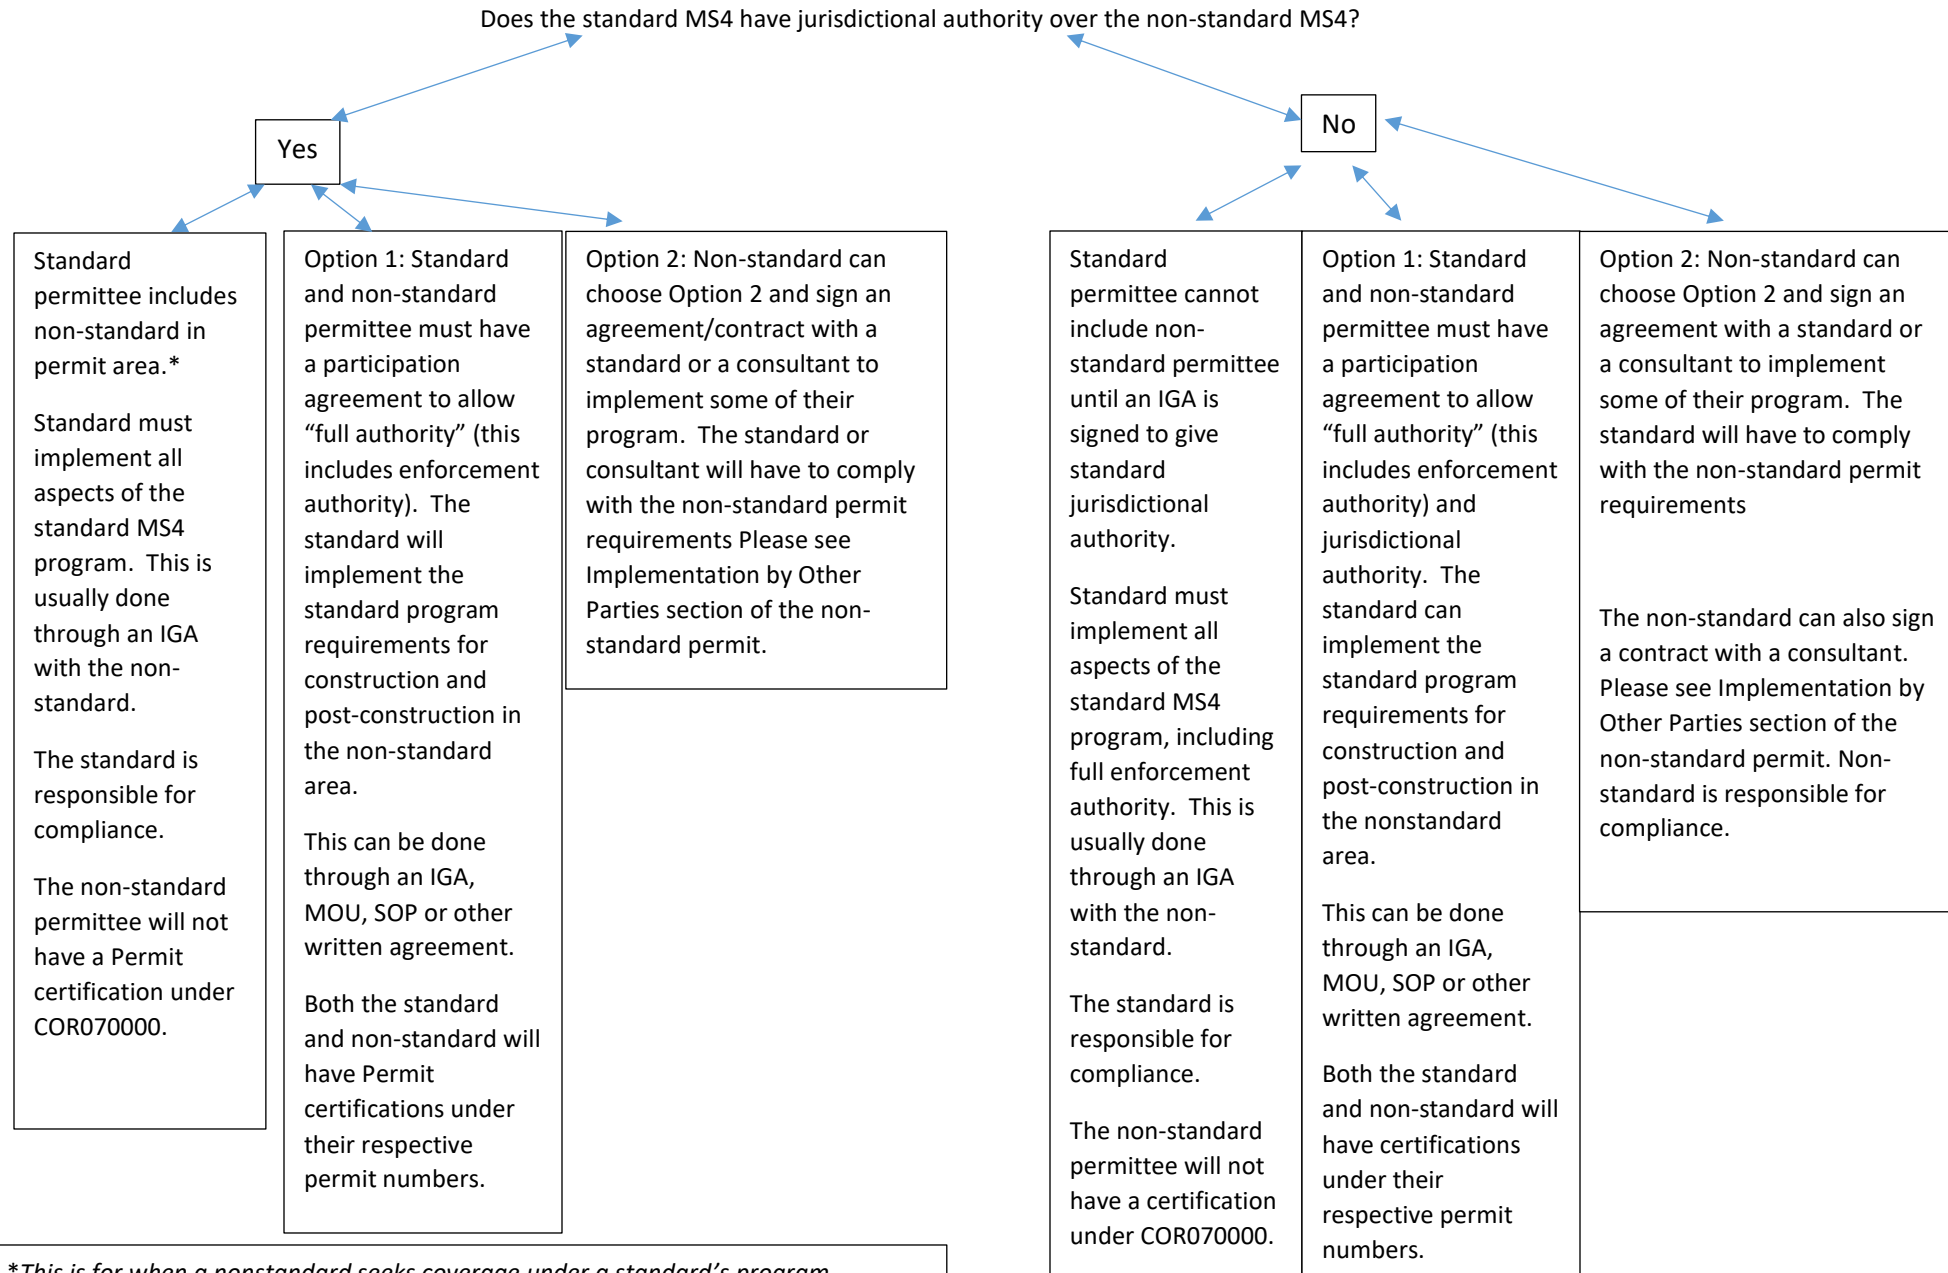 Does the standard MS4 have jurisdictional authority over the non-standard MS4?
Yes
No
Standard
permittee includes
non-standard in
permit area.*
Standard must
implement all
aspects of the
standard MS4
program.  This is
usually done
through an IGA
with the non-
standard.
The standard is
responsible for
compliance.
The non-standard
permittee will not
have a Permit
certification under
COR070000.
Option 1: Standard
and non-standard
permittee must have
a participation
agreement to allow
“full authority” (this
includes enforcement
authority).  The
standard will
implement the
standard program
requirements for
construction and
post-construction in
the non-standard
area.
This can be done
through an IGA,
MOU, SOP or other
written agreement.
Both the standard
and non-standard will
have Permit
certifications under
their respective
permit numbers.
Option 2: Non-standard can
choose Option 2 and sign an
agreement/contract with a
standard or a consultant to
implement some of their
program.  The standard or
consultant will have to comply
with the non-standard permit
requirements Please see
Implementation by Other
Parties section of the non-
standard permit.
Standard
permittee cannot
include non-
standard permittee
until an IGA is
signed to give
standard
jurisdictional
authority.
Standard must
implement all
aspects of the
standard MS4
program, including
full enforcement
authority.  This is
usually done
through an IGA
with the non-
standard.
The standard is
responsible for
compliance.
The non-standard
permittee will not
have a certification
under COR070000.
Option 1: Standard
and non-standard
permittee must have
a participation
agreement to allow
“full authority” (this
includes enforcement
authority) and
jurisdictional
authority.  The
standard can
implement the
standard program
requirements for
construction and
post-construction in
the nonstandard
area.
This can be done
through an IGA,
MOU, SOP or other
written agreement.
Both the standard
and non-standard will
have certifications
under their
respective permit
numbers.
Option 2: Non-standard can
choose Option 2 and sign an
agreement with a standard or
a consultant to implement
some of their program.  The
standard will have to comply
with the non-standard permit
requirements
The non-standard can also sign
a contract with a consultant.
Please see Implementation by
Other Parties section of the
non-standard permit. Non-
standard is responsible for
compliance.
*This is for when a nonstandard seeks coverage under a standard’s program